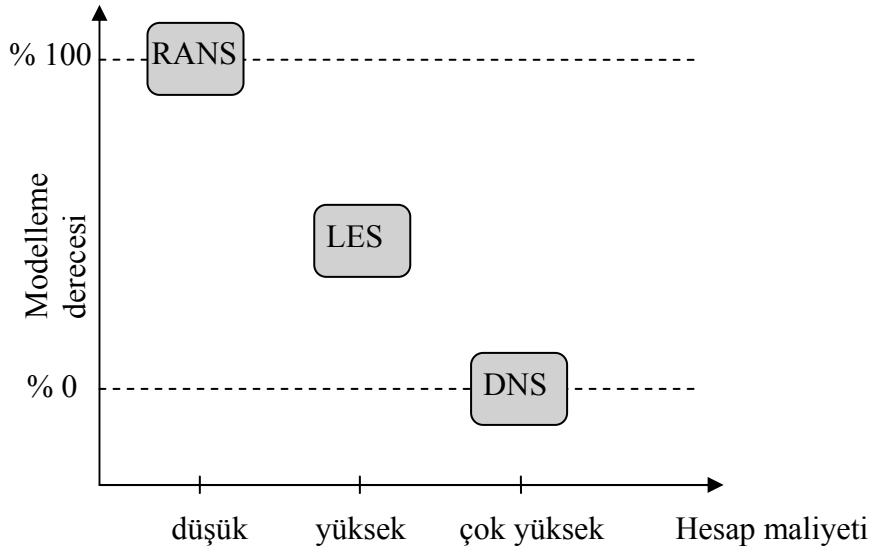 % 100
RANS
LES
Modelleme
derecesi
% 0
DNS
düşük
yüksek
çok yüksek
Hesap maliyeti